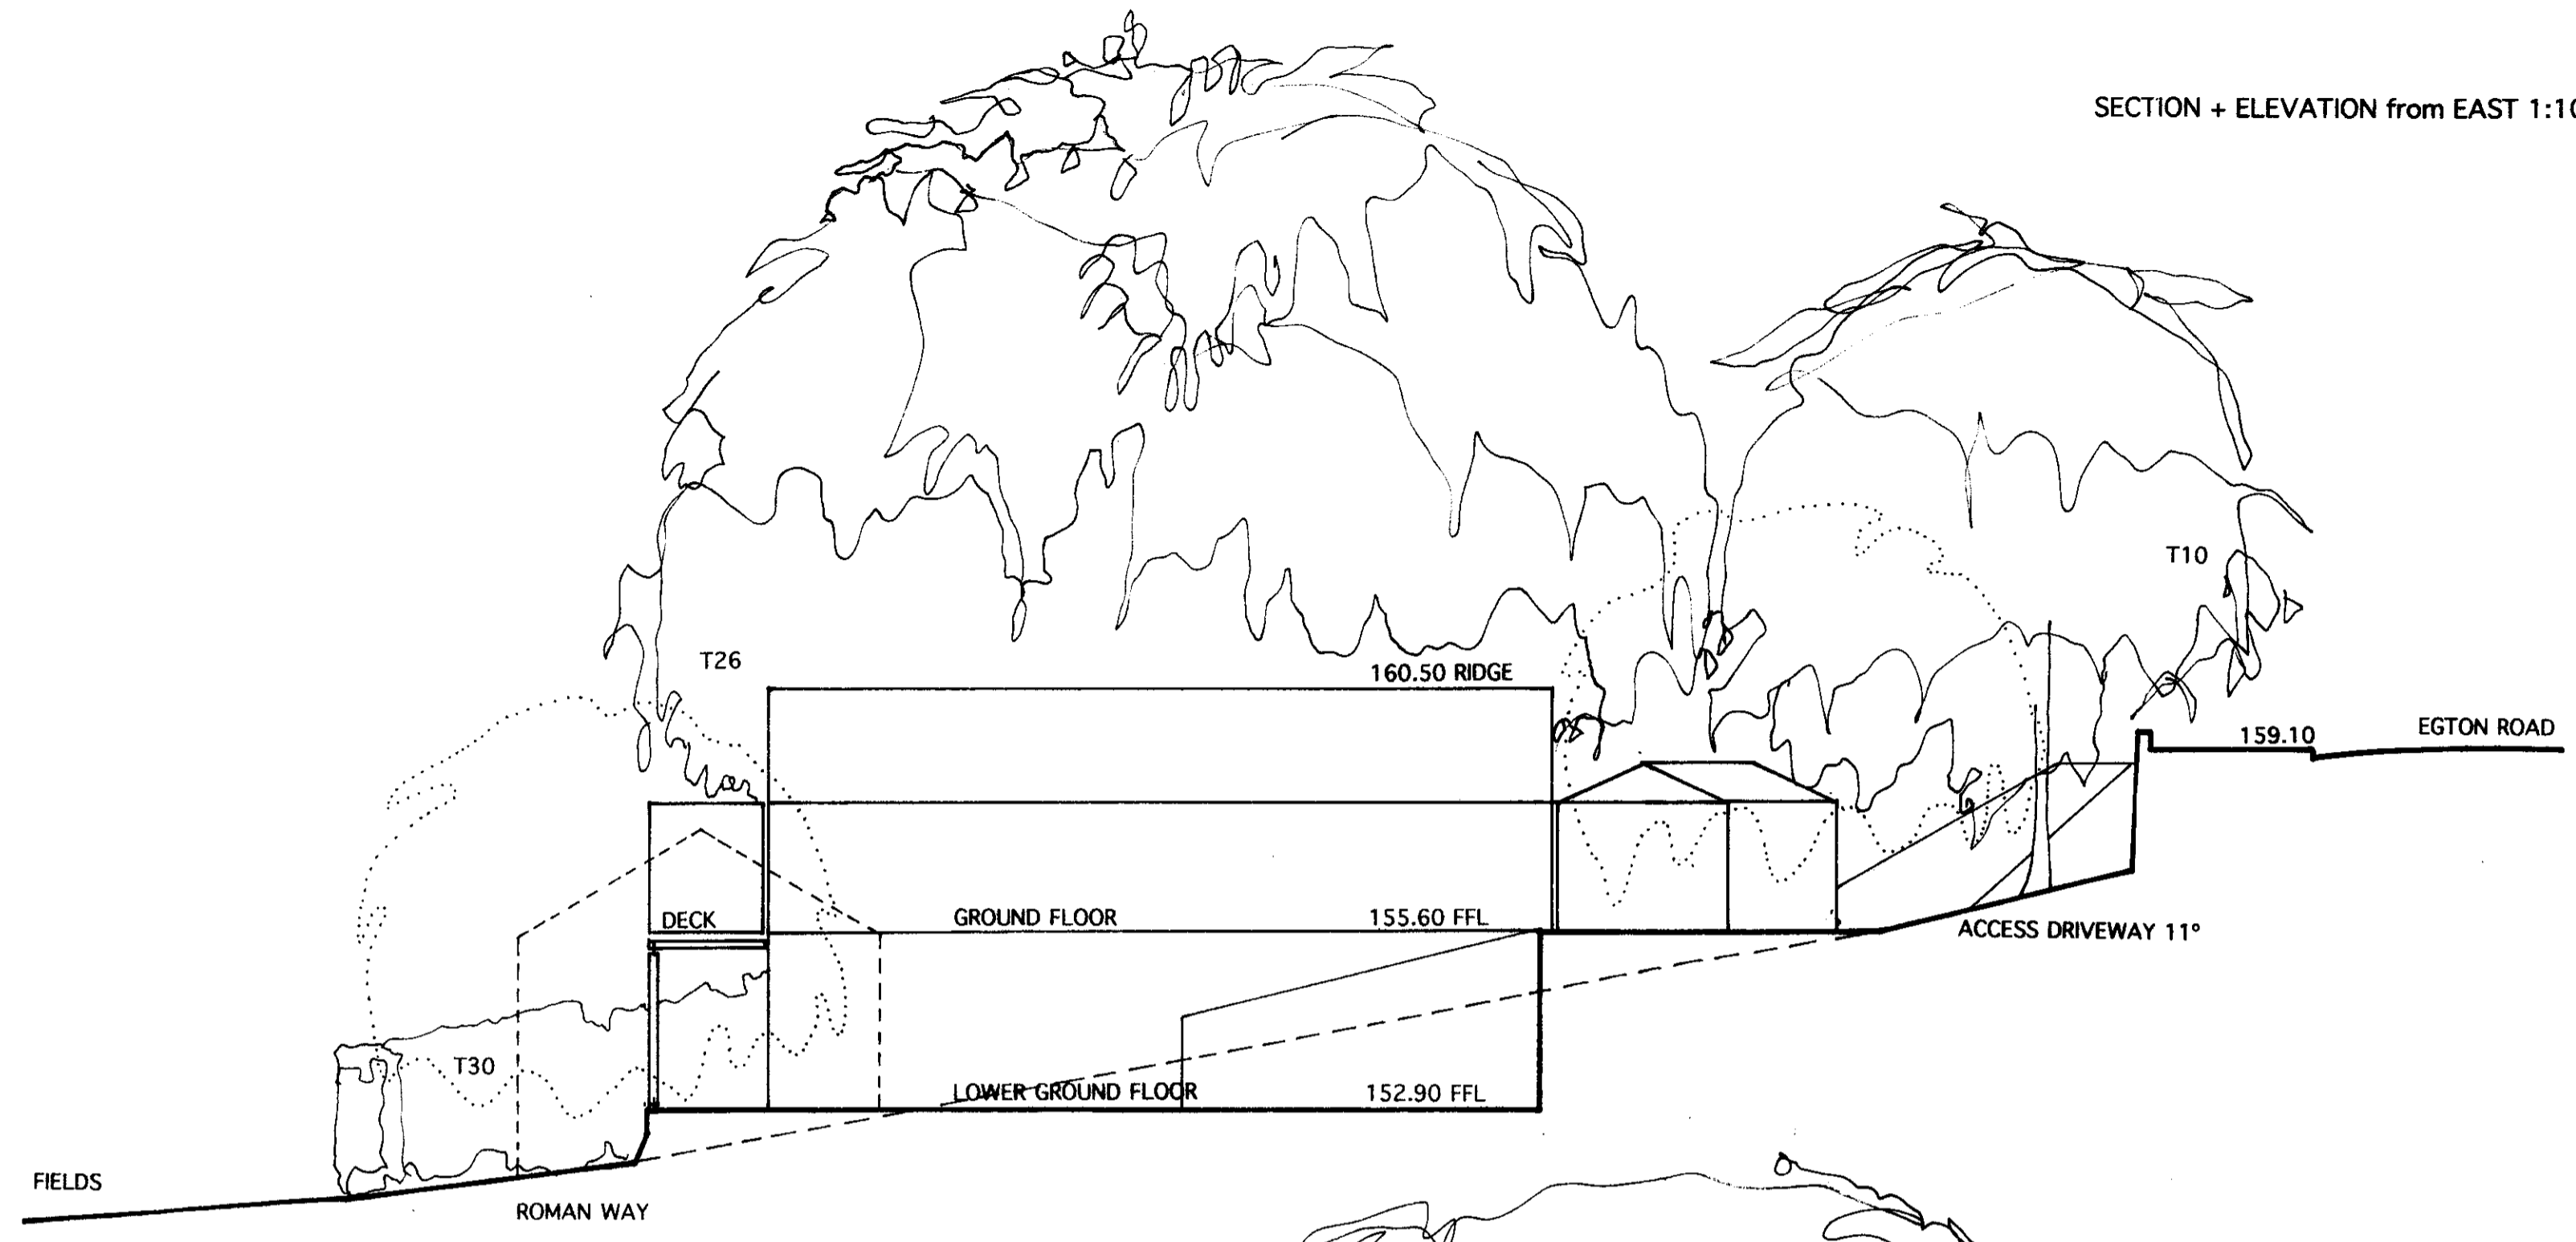 SECTION + ELEVATION from EAST 1:10
T10
T26
160.50 RIDGE
159.10
EGTON ROAD
DECK
GROUND FLOOR
155.60 FFL
ACCESS DRIVEWAY 11°
T30
LOWER GROUND FLOOR
152.90 FFL
FIELDS
ROMAN WAY